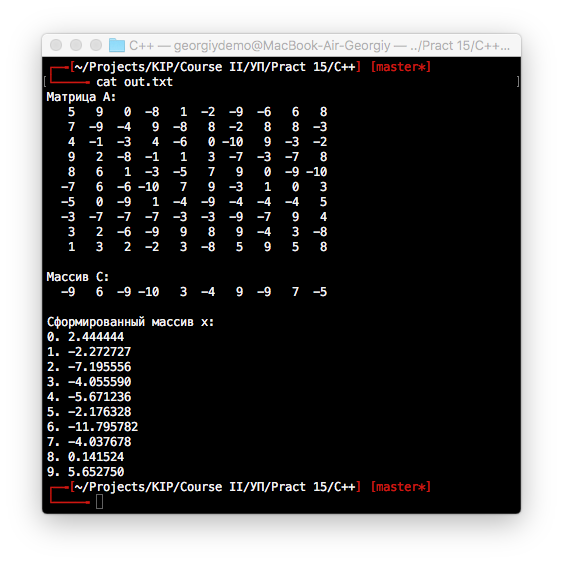 C++ — georgiydemo@MacBook-Air-Georgiy — ../Pract 15/C++...
[~/Projects/KIP/Course II/УП/Pract 15/C++] [master*]
cat out.txt
Матрица A:
5 9 0 -8 1 -2 -9 -6 6 8
7 -9 -4 9 -8 8 -2 8 8 -3
4 -1 -3 4 -6 0 -10 9 -3 -2
9 2 -8 -1 1 3 -7 -3 -7 8
8 6 1 -3 -5 7 9 0 -9 -10
-7 6 -6 -10 7 9 -3 1 0 3
-5 0 -9 1 -4 -9 -4 -4 -4 5
-3 -7 -7 -7 -3 -3 -9 -7 9 4
3 2 -6 -9 9 8 9 -4 3 -8
1 3 2 -2 3 -8 5 9 5 8
Массив C:
-9 6 -9 -10 3 -4 9 -9 7 -5
Сформированный массив x:
0. 2.444444
1. -2.272727
2. -7.195556
3. -4.055590
4. -5.671236
5. -2.176328
6. -11.795782
7. -4.037678
8. 0.141524
9. 5.652750
[~/Projects/KIP/Course II/УП/Pract 15/C++] [master*]